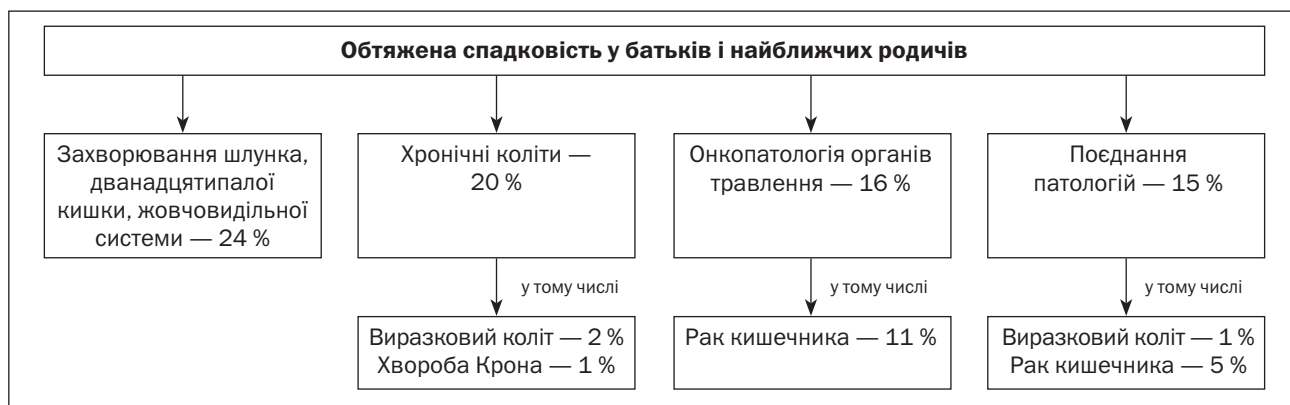 Обтяжена спадковість у батьків і найближчих родичів
Захворювання шлунка,
дванадцятипалої
кишки, жовчовидільної
системи — 24 %
Хронічні коліти —
20 %
Онкопатологія органів
травлення — 16 %
Поєднання
патологій — 15 %
у тому числі
у тому числі
у тому числі
Виразковий коліт — 2 %
Хвороба Крона — 1 %
Рак кишечника — 11 %
Виразковий коліт — 1 %
Рак кишечника — 5 %